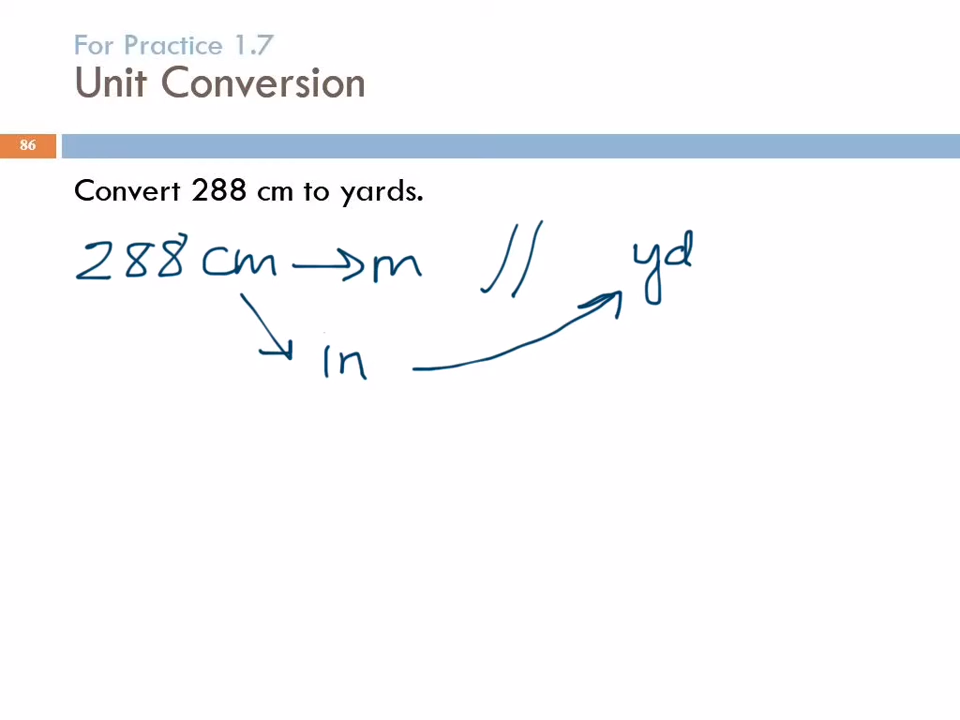 For Practice 1.7
Unit Conversion
86
Convert 288 cm to yards.
288 cm → m // yd
in